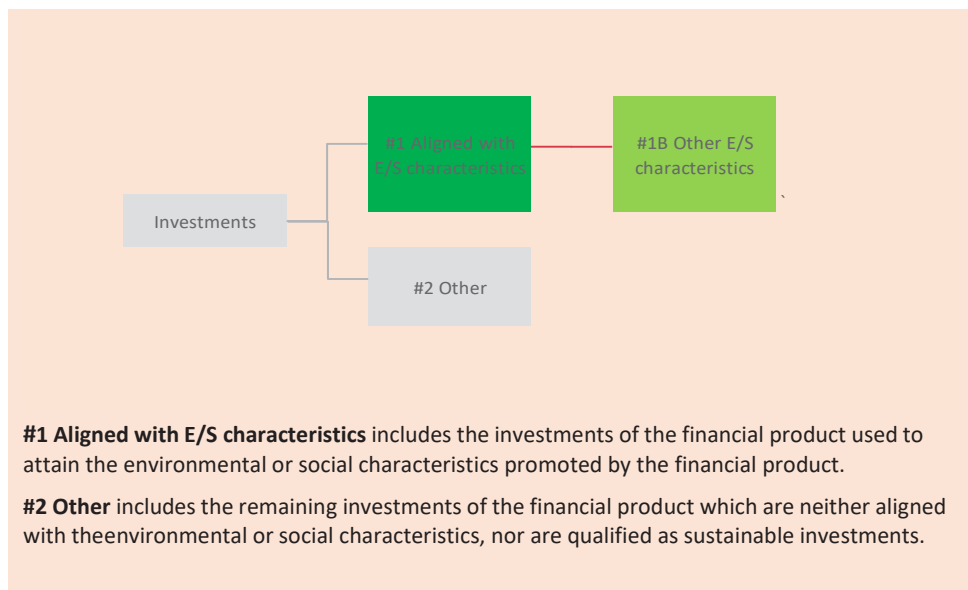 #1 Aligned with
E/S characteristics
#1B Other E/S
characteristics
`
Investments
#2 Other
#1 Aligned with E/S characteristics includes the investments of the financial product used to
attain the environmental or social characteristics promoted by the financial product.
#2 Other includes the remaining investments of the financial product which are neither aligned
with theenvironmental or social characteristics, nor are qualified as sustainable investments.